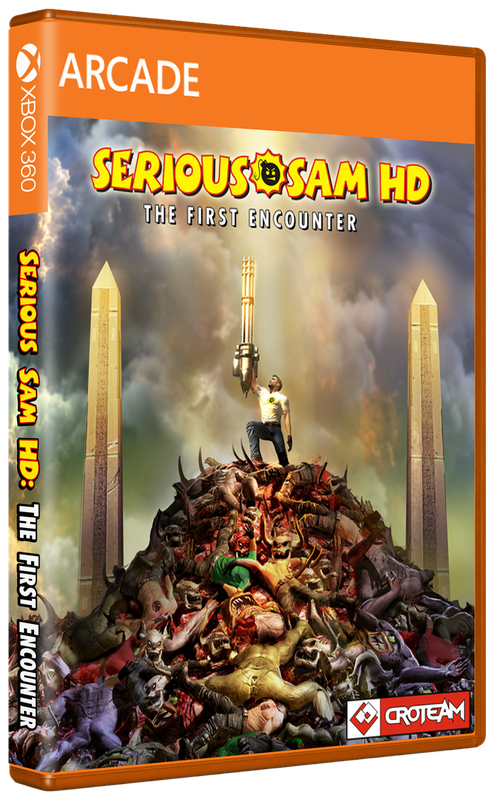 ARCADE
XBOX 360
SERIOUS SAM HD
THE FIRST ENCOUNTER
SERIOUS SAM HD: THE FIRST ENCOUNTER
CROTEAM